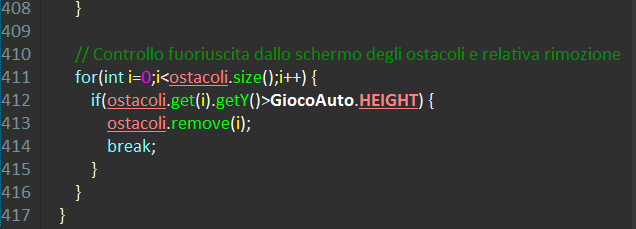 408 }
409
410 // Controllo fuoriuscita dallo schermo degli ostacoli e relativa rimozione
411 for(int i=0;i<ostacoli.size();i++) {
412 if(ostacoli.get(i).getY()>GiocoAuto.HEIGHT) {
413 ostacoli.remove(i);
414 break;
415 }
416 }
417 }